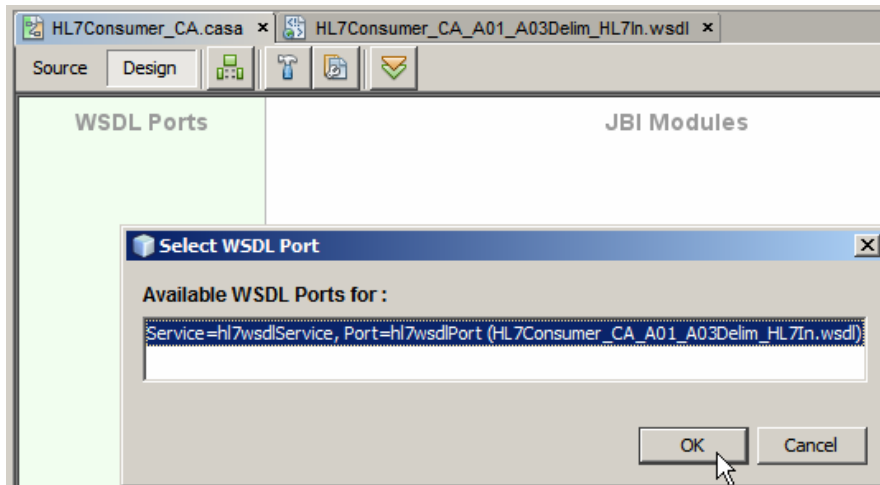 HL7Consumer_CA.casa × HL7Consumer_CA_A01_A03Delim_HL7In.wsdl ×
Source Design
WSDL Ports JBI Modules
Select WSDL Port
Available WSDL Ports for :
Service=hl7wsdlService, Port=hl7wsdlPort (HL7Consumer_CA_A01_A03Delim_HL7In.wsdl)
OK Cancel